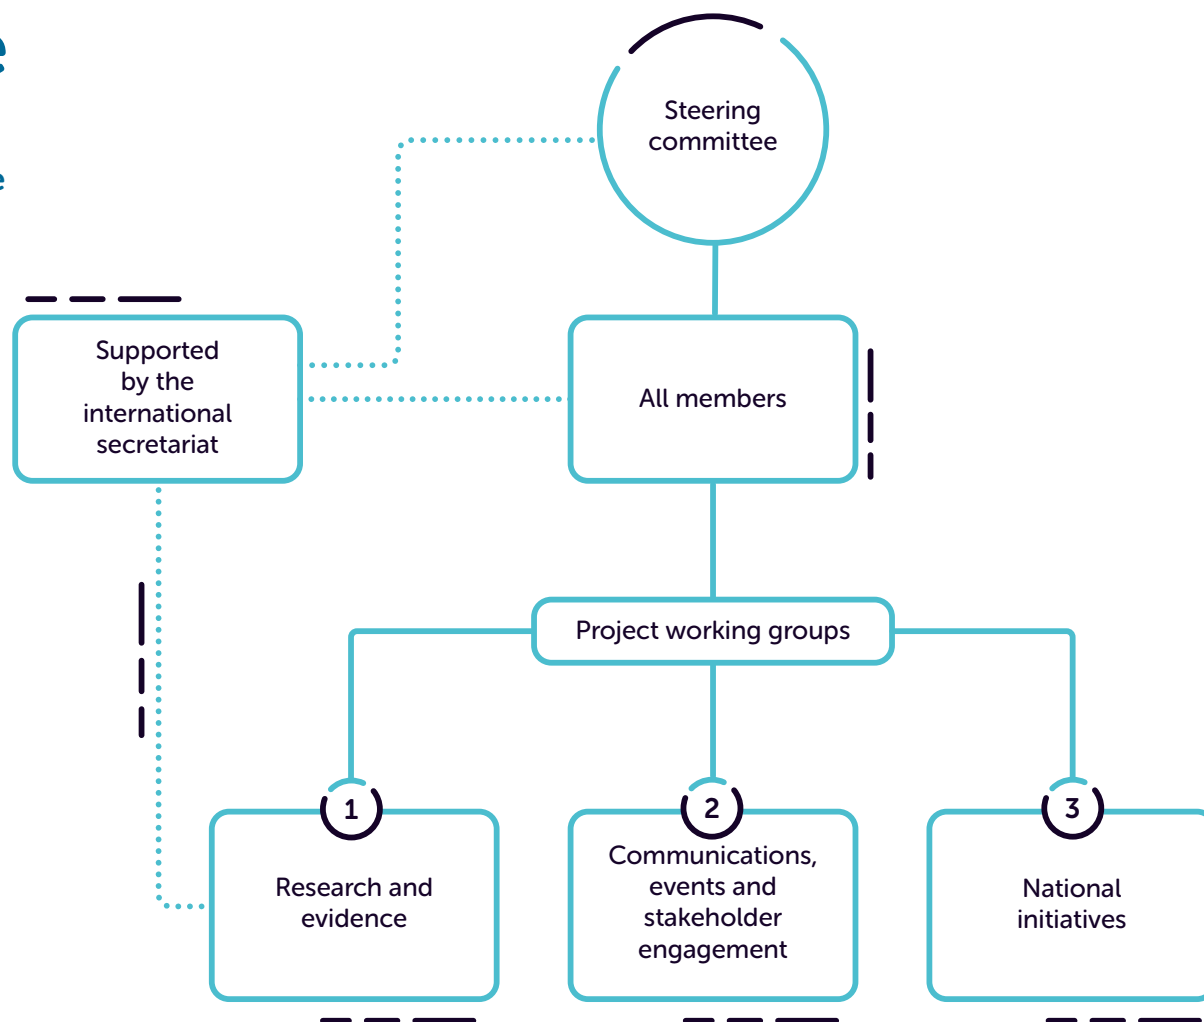 e
e
Steering
committee
Supported
by the
international
secretariat
All members
Project working groups
1
2
3
Research and
evidence
Communications,
events and
stakeholder
engagement
National
initiatives